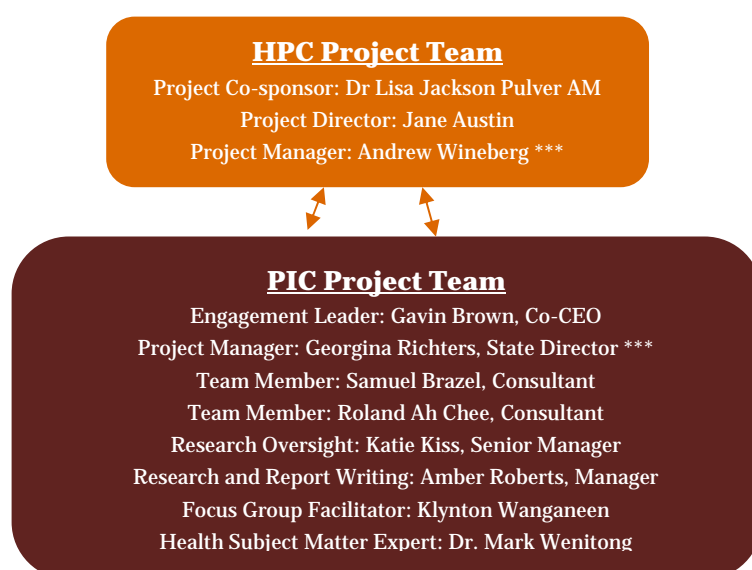 HPC Project Team
Project Co-sponsor: Dr Lisa Jackson Pulver AM
Project Director: Jane Austin
Project Manager: Andrew Wineberg ***
PIC Project Team
Engagement Leader: Gavin Brown, Co-CEO
Project Manager: Georgina Richters, State Director ***
Team Member: Samuel Brazel, Consultant
Team Member: Roland Ah Chee, Consultant
Research Oversight: Katie Kiss, Senior Manager
Research and Report Writing: Amber Roberts, Manager
Focus Group Facilitator: Klynton Wanganeen
Health Subject Matter Expert: Dr. Mark Wenitong